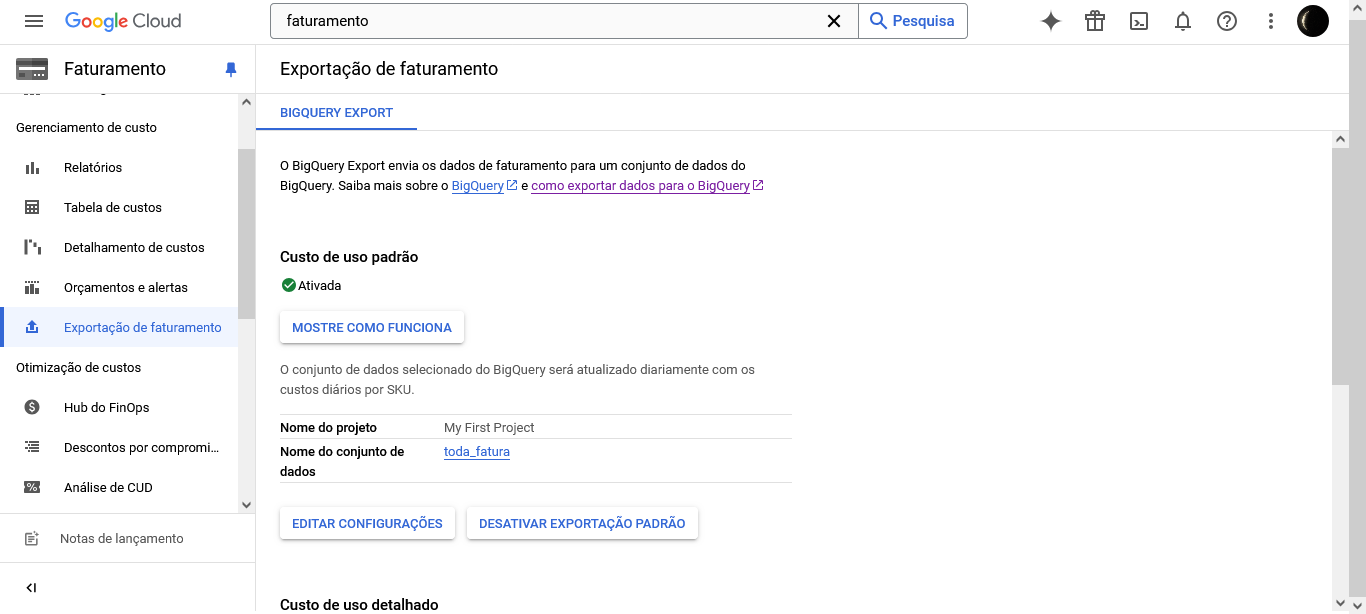 Google Cloud
faturamento
Pesquisa
Faturamento
Exportação de faturamento
BIGQUERY EXPORT
Gerenciamento de custo
Relatórios
Tabela de custos
Detalhamento de custos
Orçamentos e alertas
Exportação de faturamento
Otimização de custos
Hub do FinOps
Descontos por compromi...
Análise de CUD
Notas de lançamento
O BigQuery Export envia os dados de faturamento para um conjunto de dados do
BigQuery. Saiba mais sobre o BigQuery e como exportar dados para o BigQuery
Custo de uso padrão
Ativada
MOSTRE COMO FUNCIONA
O conjunto de dados selecionado do BigQuery será atualizado diariamente com os
custos diários por SKU.
Nome do projeto My First Project
Nome do conjunto de toda_fatura
dados
EDITAR CONFIGURAÇÕES DESATIVAR EXPORTAÇÃO PADRÃO
Custo de uso detalhado